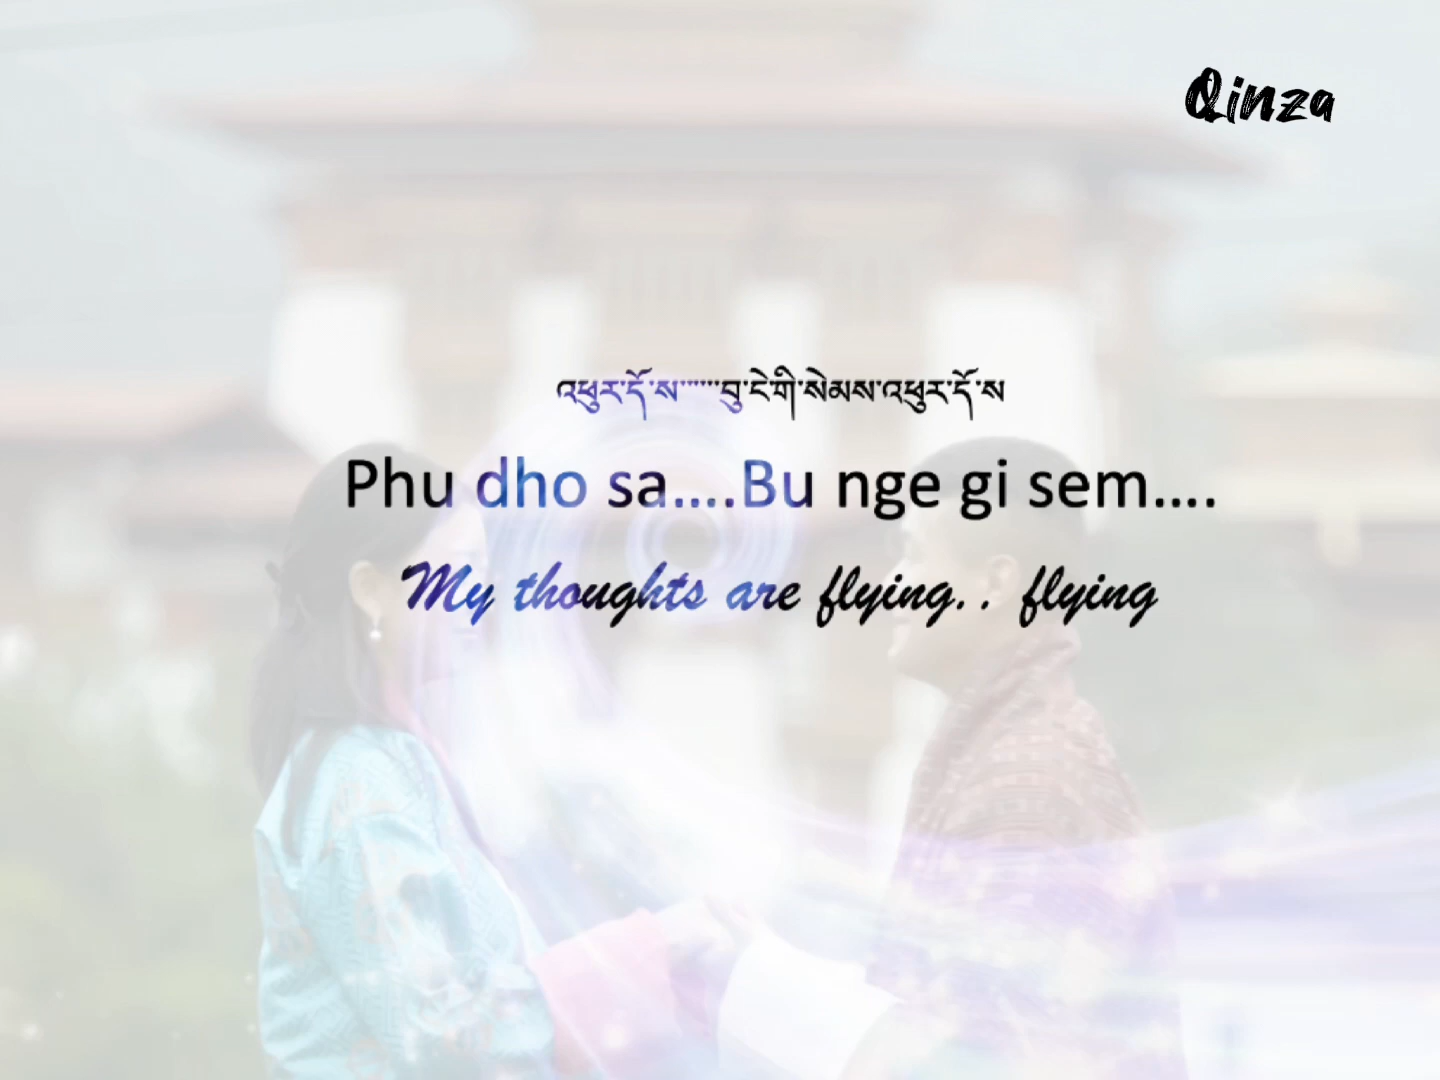 Qinza
འཕུར་དོ་ས་་་་་་་བུ་ངེ་གི་སེམས་འཕུར་དོ་ས
Phu dho sa....Bu nge gi sem....
My thoughts are flying.. flying